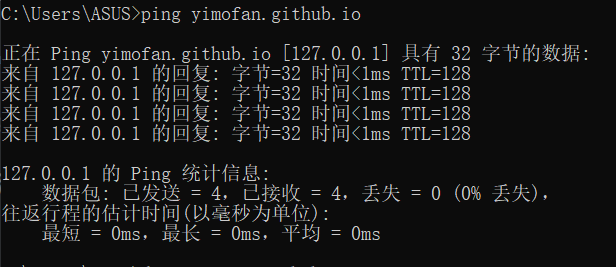 C:\Users\ASUS>ping yimofan.github.io
正在 Ping yimofan.github.io [127.0.0.1] 具有 32 字节的数据:
来自 127.0.0.1 的回复: 字节=32 时间<1ms TTL=128
来自 127.0.0.1 的回复: 字节=32 时间<1ms TTL=128
来自 127.0.0.1 的回复: 字节=32 时间<1ms TTL=128
来自 127.0.0.1 的回复: 字节=32 时间<1ms TTL=128
127.0.0.1 的 Ping 统计信息:
数据包: 已发送 = 4，已接收 = 4，丢失 = 0 (0% 丢失)，
往返行程的估计时间(以毫秒为单位):
最短 = 0ms，最长 = 0ms，平均 = 0ms